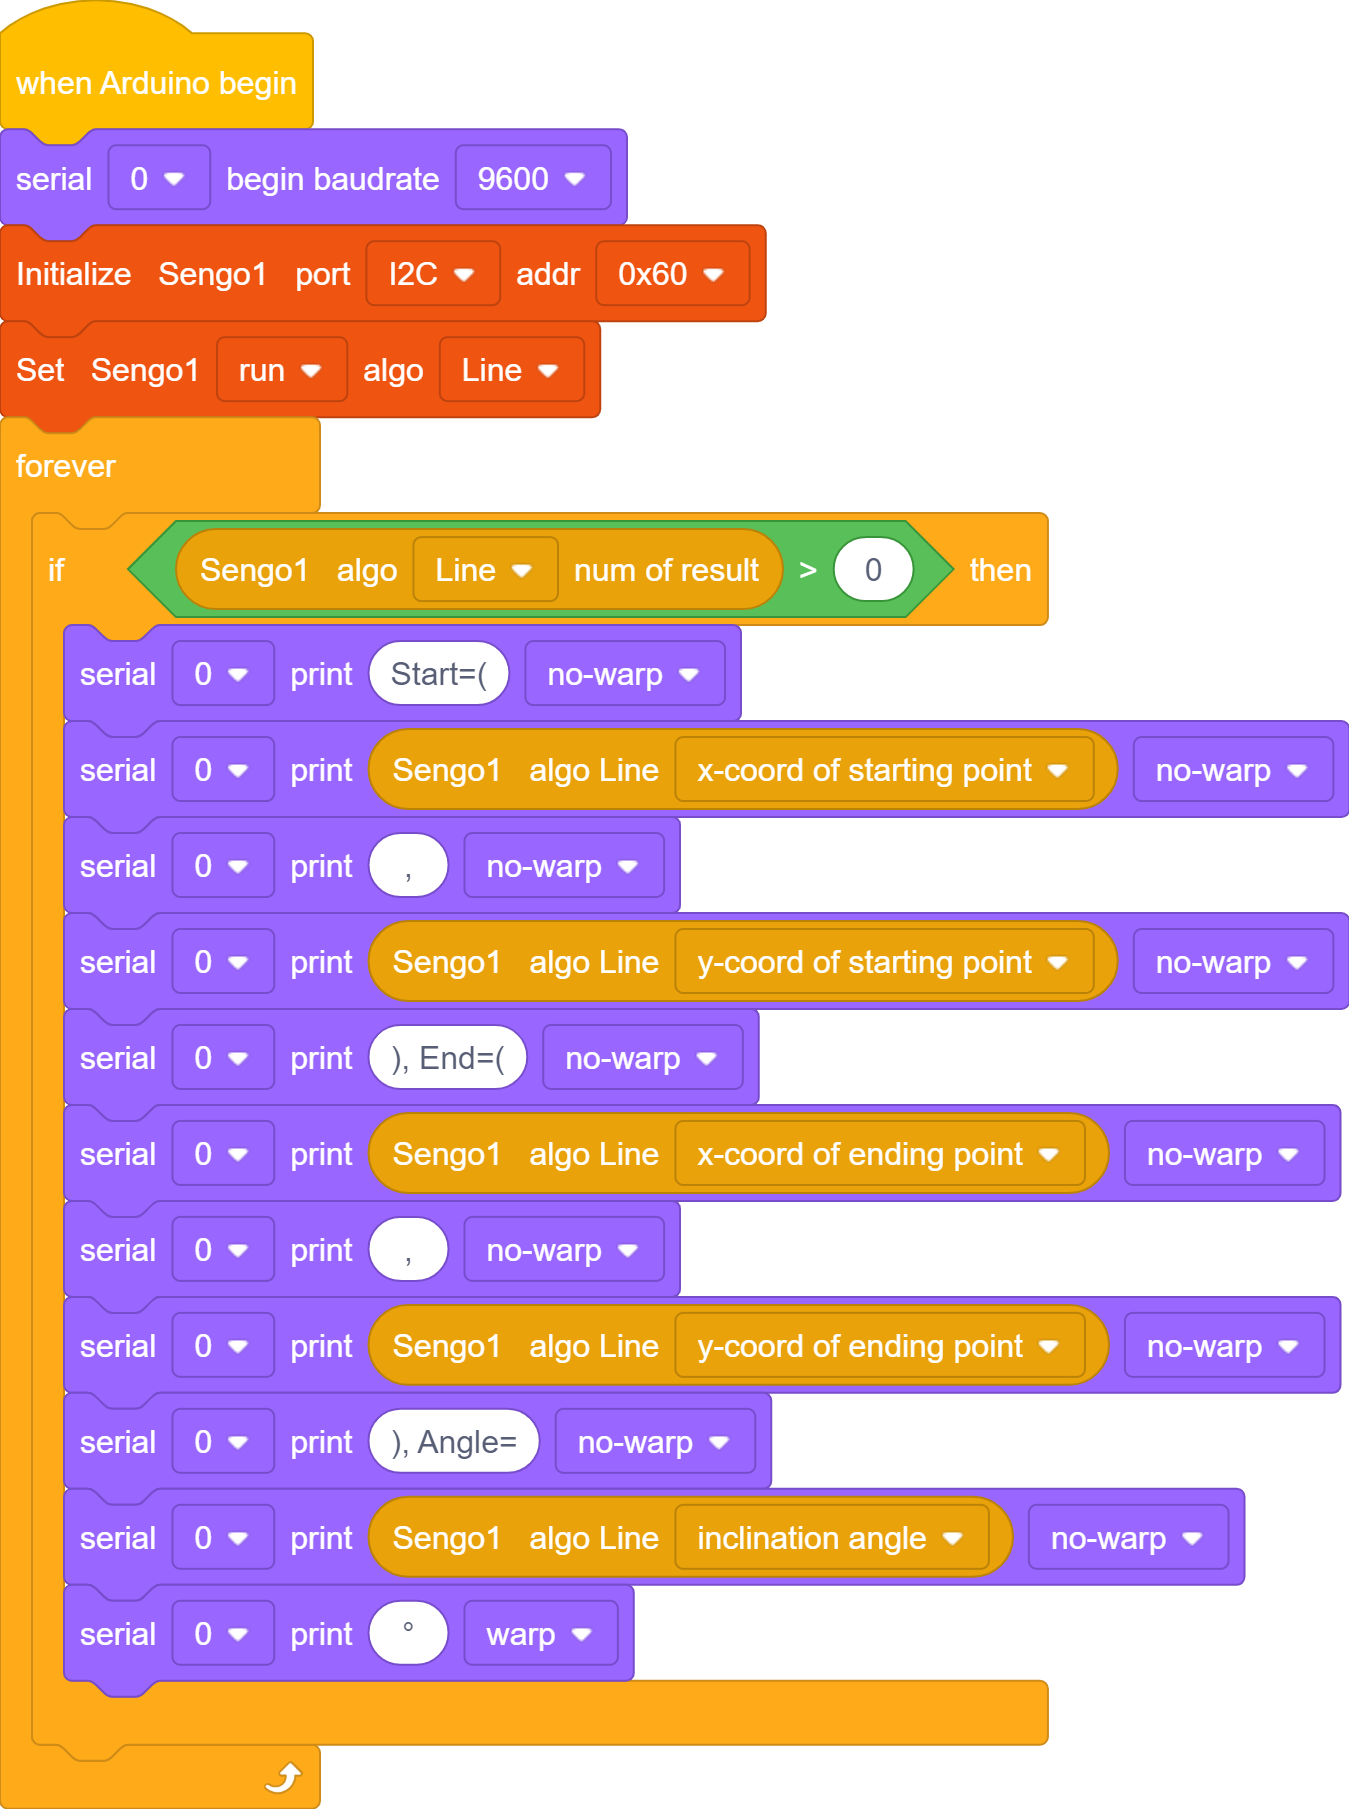 when Arduino begin
serial 0 begin baudrate 9600
Initialize Sengo1 port I2C addr 0x60
Set Sengo1 run algo Line
forever
if Sengo1 algo Line num of result > 0 then
serial 0 print Start=( no-warp
serial 0 print Sengo1 algo Line x-coord of starting point no-warp
serial 0 print , no-warp
serial 0 print Sengo1 algo Line y-coord of starting point no-warp
serial 0 print ), End=( no-warp
serial 0 print Sengo1 algo Line x-coord of ending point no-warp
serial 0 print , no-warp
serial 0 print Sengo1 algo Line y-coord of ending point no-warp
serial 0 print ), Angle= no-warp
serial 0 print Sengo1 algo Line inclination angle no-warp
serial 0 print ° warp